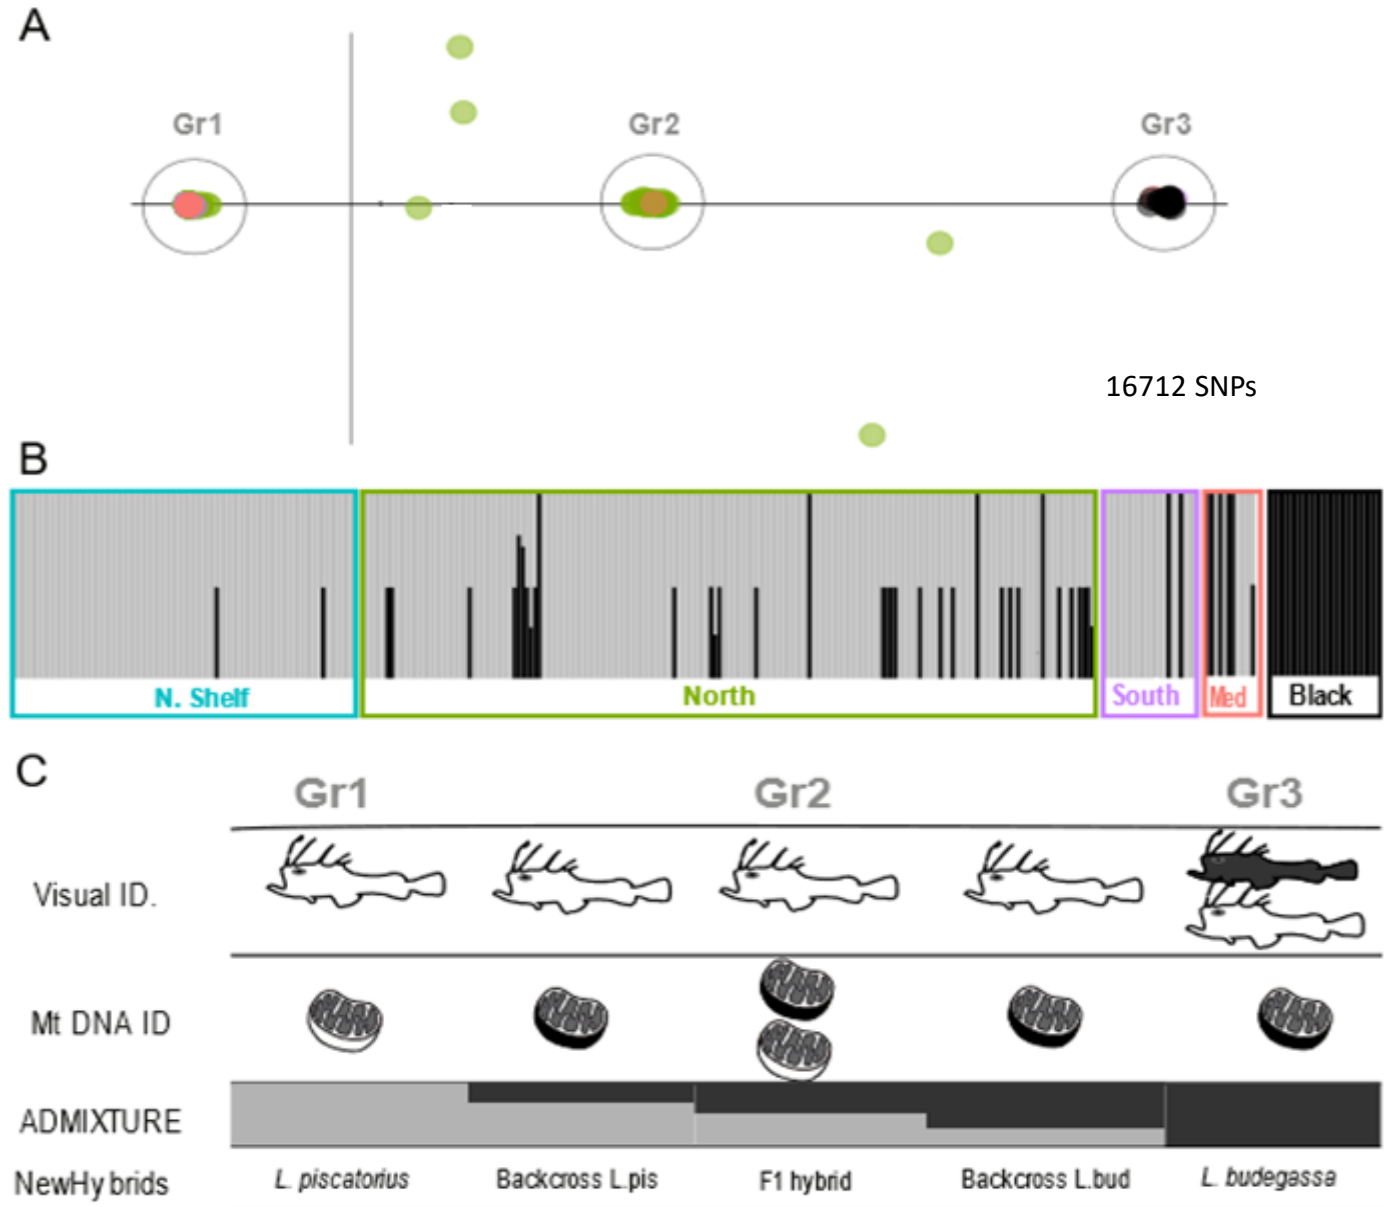 A
Gr1
Gr2
Gr3
16712 SNPs
B
N. Shelf
North
South
Med
Black
C
Gr1
Gr2
Gr3
Visual ID.
Mt DNA ID
ADMIXTURE
NewHybrids
L. piscatorius
Backcross L.pis
F1 hybrid
Backcross L.bud
L. budegassa